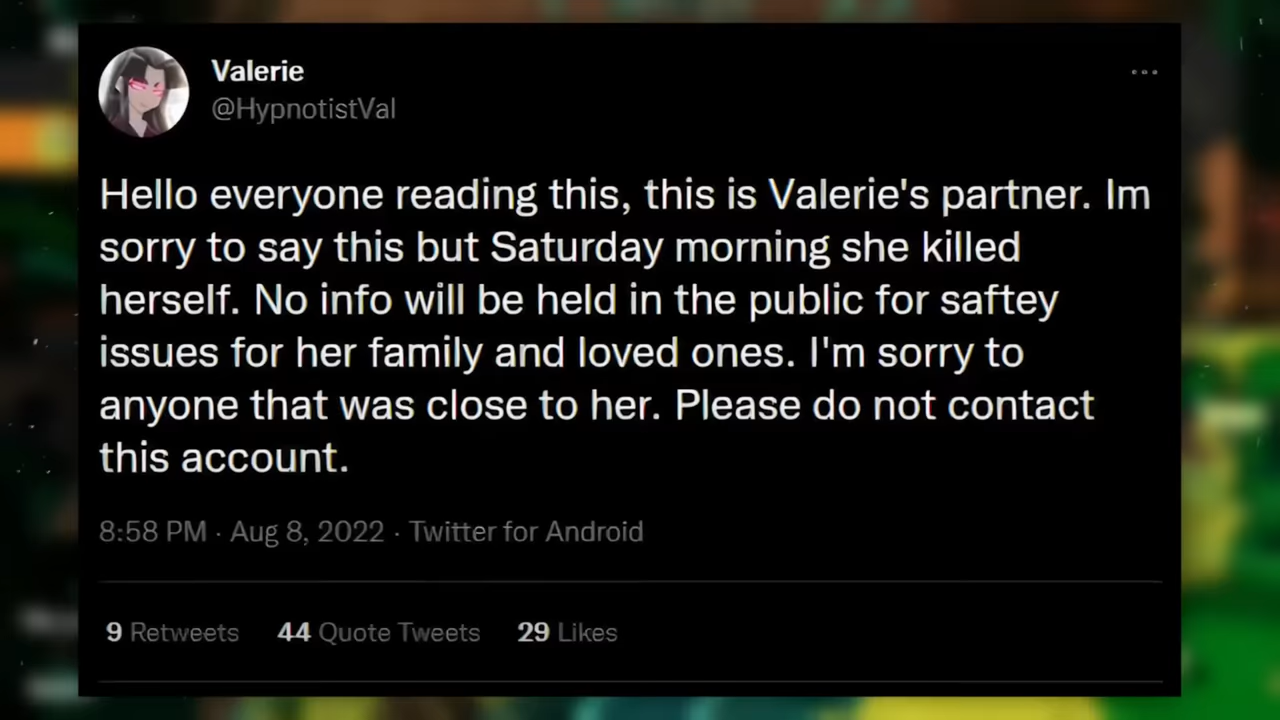 Valerie
@HypnotistVal
Hello everyone reading this, this is Valerie's partner. Im
sorry to say this but Saturday morning she killed
herself. No info will be held in the public for saftey
issues for her family and loved ones. I'm sorry to
anyone that was close to her. Please do not contact
this account.
8:58 PM · Aug 8, 2022 · Twitter for Android
9 Retweets 44 Quote Tweets 29 Likes